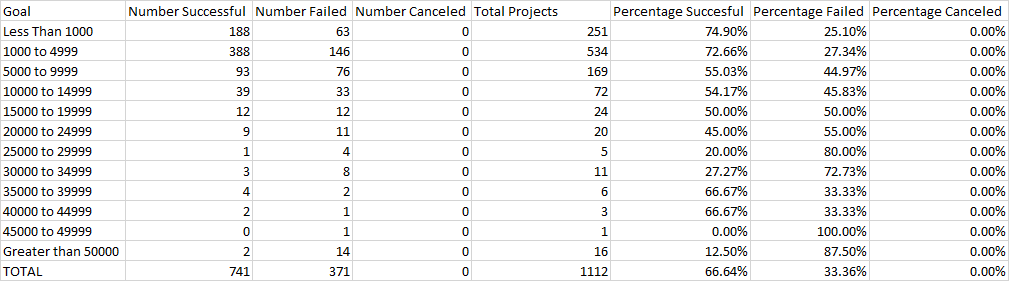 Goal Number Successful Number Failed Number Canceled Total Projects Percentage Succesful Percentage Failed Percentage Canceled
Less Than 1000 188 63 0 251 74.90% 25.10% 0.00%
1000 to 4999 388 146 0 534 72.66% 27.34% 0.00%
5000 to 9999 93 76 0 169 55.03% 44.97% 0.00%
10000 to 14999 39 33 0 72 54.17% 45.83% 0.00%
15000 to 19999 12 12 0 24 50.00% 50.00% 0.00%
20000 to 24999 9 11 0 20 45.00% 55.00% 0.00%
25000 to 29999 1 4 0 5 20.00% 80.00% 0.00%
30000 to 34999 3 8 0 11 27.27% 72.73% 0.00%
35000 to 39999 4 2 0 6 66.67% 33.33% 0.00%
40000 to 44999 2 1 0 3 66.67% 33.33% 0.00%
45000 to 49999 0 1 0 1 0.00% 100.00% 0.00%
Greater than 50000 2 14 0 16 12.50% 87.50% 0.00%
TOTAL 741 371 0 1112 66.64% 33.36% 0.00%